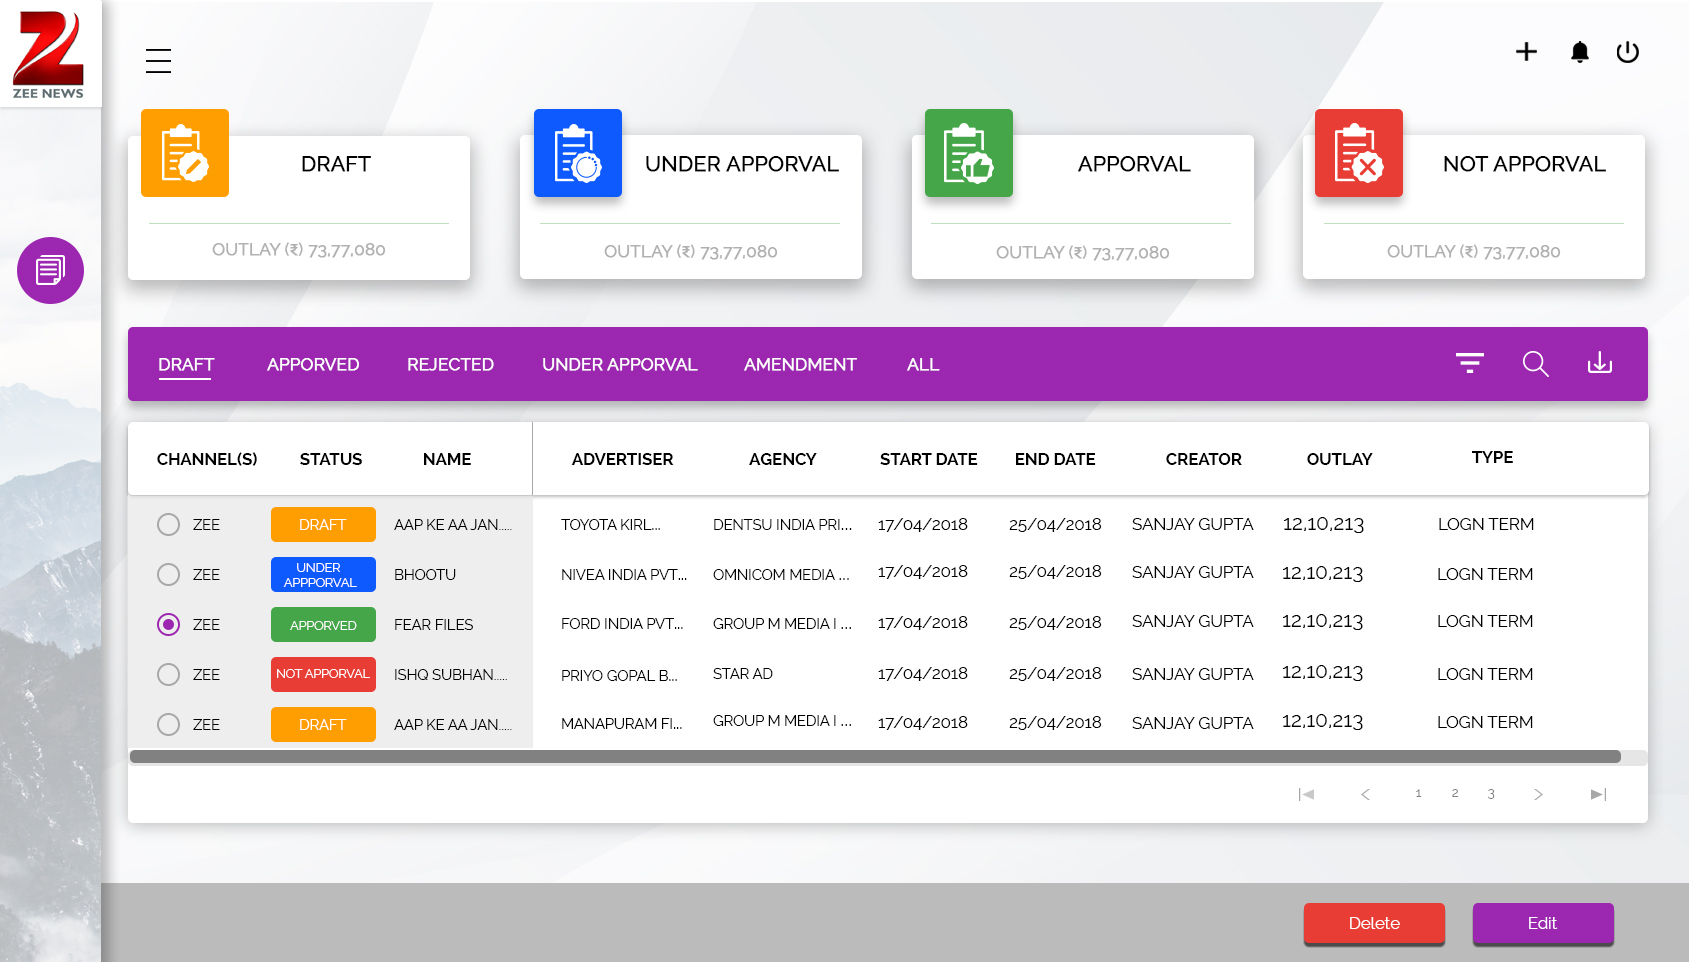 ZEE NEWS
DRAFT
OUTLAY (₹) 73,77,080
UNDER APPORVAL
OUTLAY (₹) 73,77,080
APPORVAL
OUTLAY (₹) 73,77,080
NOT APPORVAL
OUTLAY (₹) 73,77,080
DRAFT APPORVED REJECTED UNDER APPORVAL AMENDMENT ALL
CHANNEL(S) STATUS NAME ADVERTISER AGENCY START DATE END DATE CREATOR OUTLAY TYPE
ZEE DRAFT AAP KE AA JAN..... TOYOTA KIRL... DENTSU INDIA PRI... 17/04/2018 25/04/2018 SANJAY GUPTA 12,10,213 LOGN TERM
ZEE UNDER APPPORVAL BHOOTU NIVEA INDIA PVT... OMNICOM MEDIA ... 17/04/2018 25/04/2018 SANJAY GUPTA 12,10,213 LOGN TERM
ZEE APPORVED FEAR FILES FORD INDIA PVT... GROUP M MEDIA I ... 17/04/2018 25/04/2018 SANJAY GUPTA 12,10,213 LOGN TERM
ZEE NOT APPORVAL ISHQ SUBHAN..... PRIYO GOPAL B... STAR AD 17/04/2018 25/04/2018 SANJAY GUPTA 12,10,213 LOGN TERM
ZEE DRAFT AAP KE AA JAN..... MANAPURAM FI... GROUP M MEDIA I ... 17/04/2018 25/04/2018 SANJAY GUPTA 12,10,213 LOGN TERM
1 2 3
Delete Edit